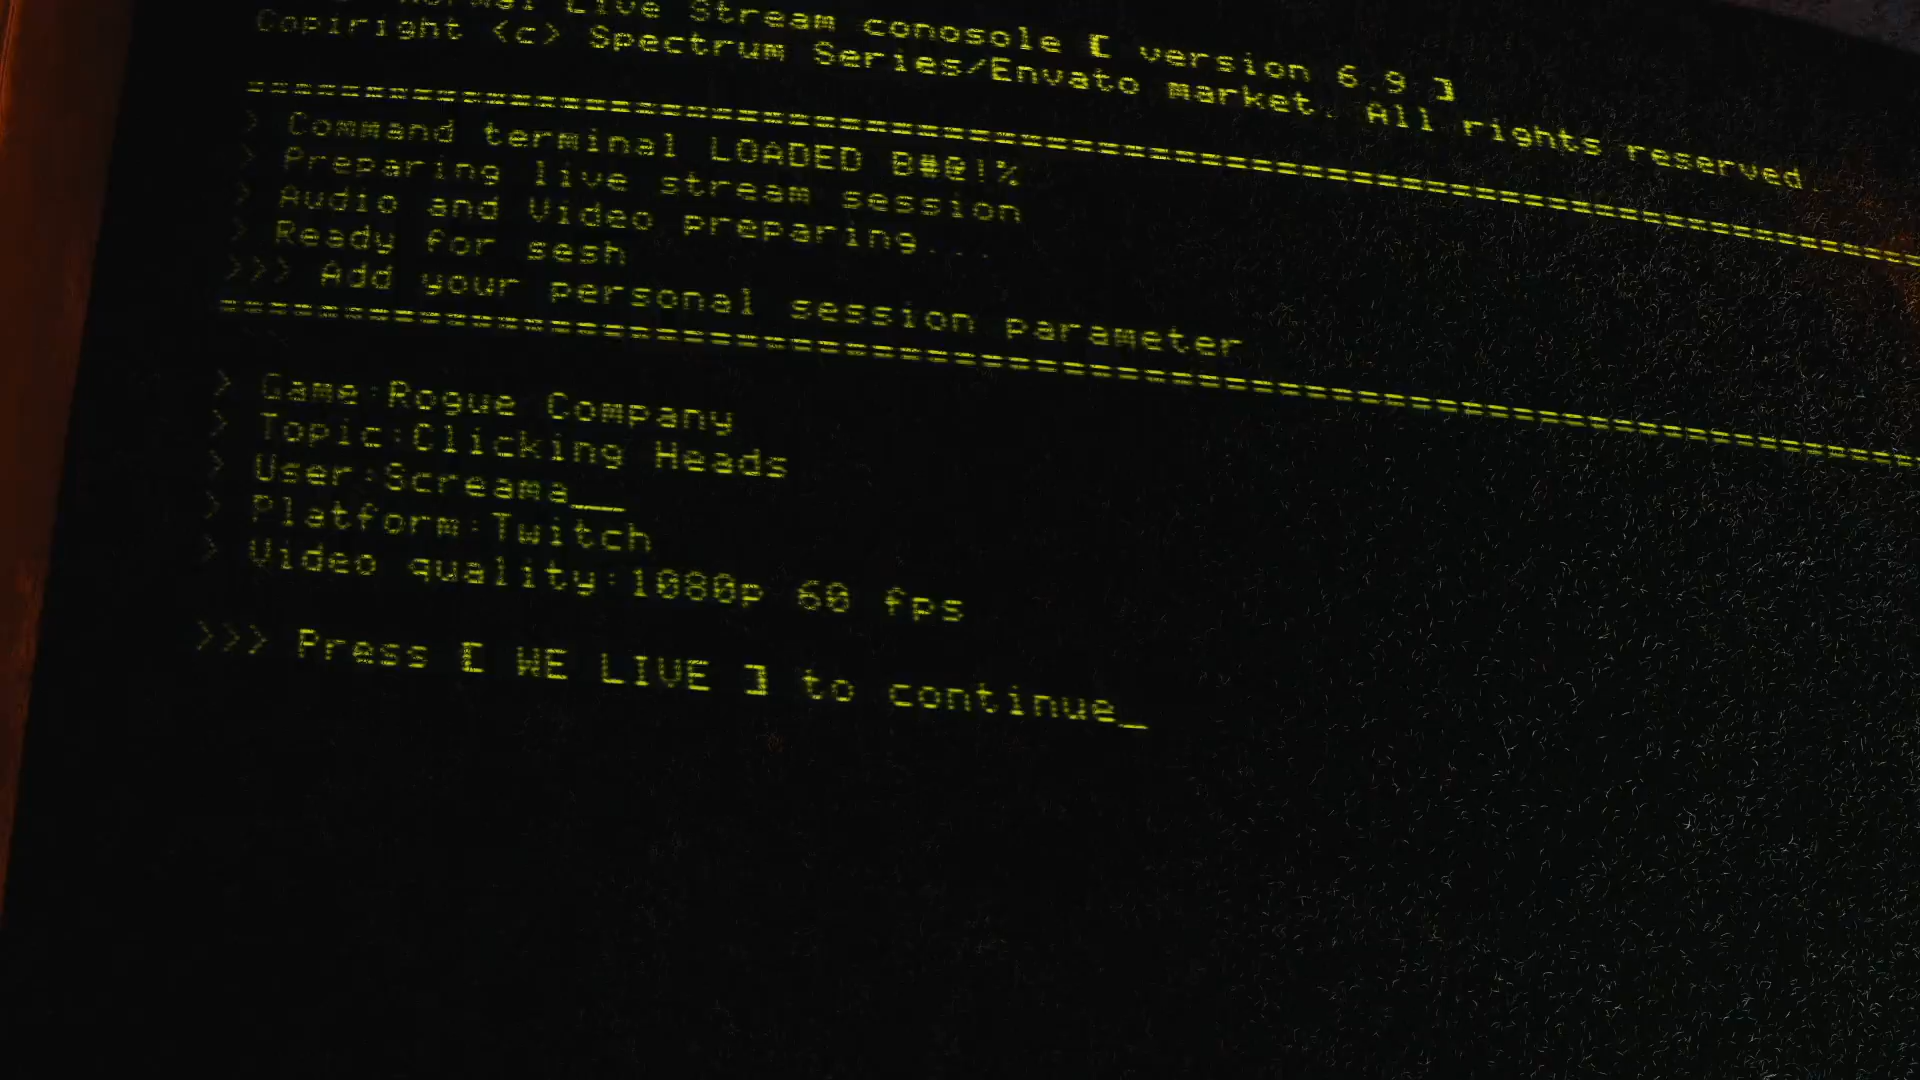 Live Stream conosole [ version 6.9 ]
Copiright <c> Spectrum Series/Envato market. All rights reserved
================================================
> Command terminal LOADED B#@!%
> Preparing live stream session
> Audio and Video preparing...
> Ready for sesh
>>> Add your personal session parameter
================================================
> Game:Rogue Company
> Topic:Clicking Heads
> User:Screama__
> Platform:Twitch
> Video quality:1080p 60 fps
>>> Press [ WE LIVE ] to continue_